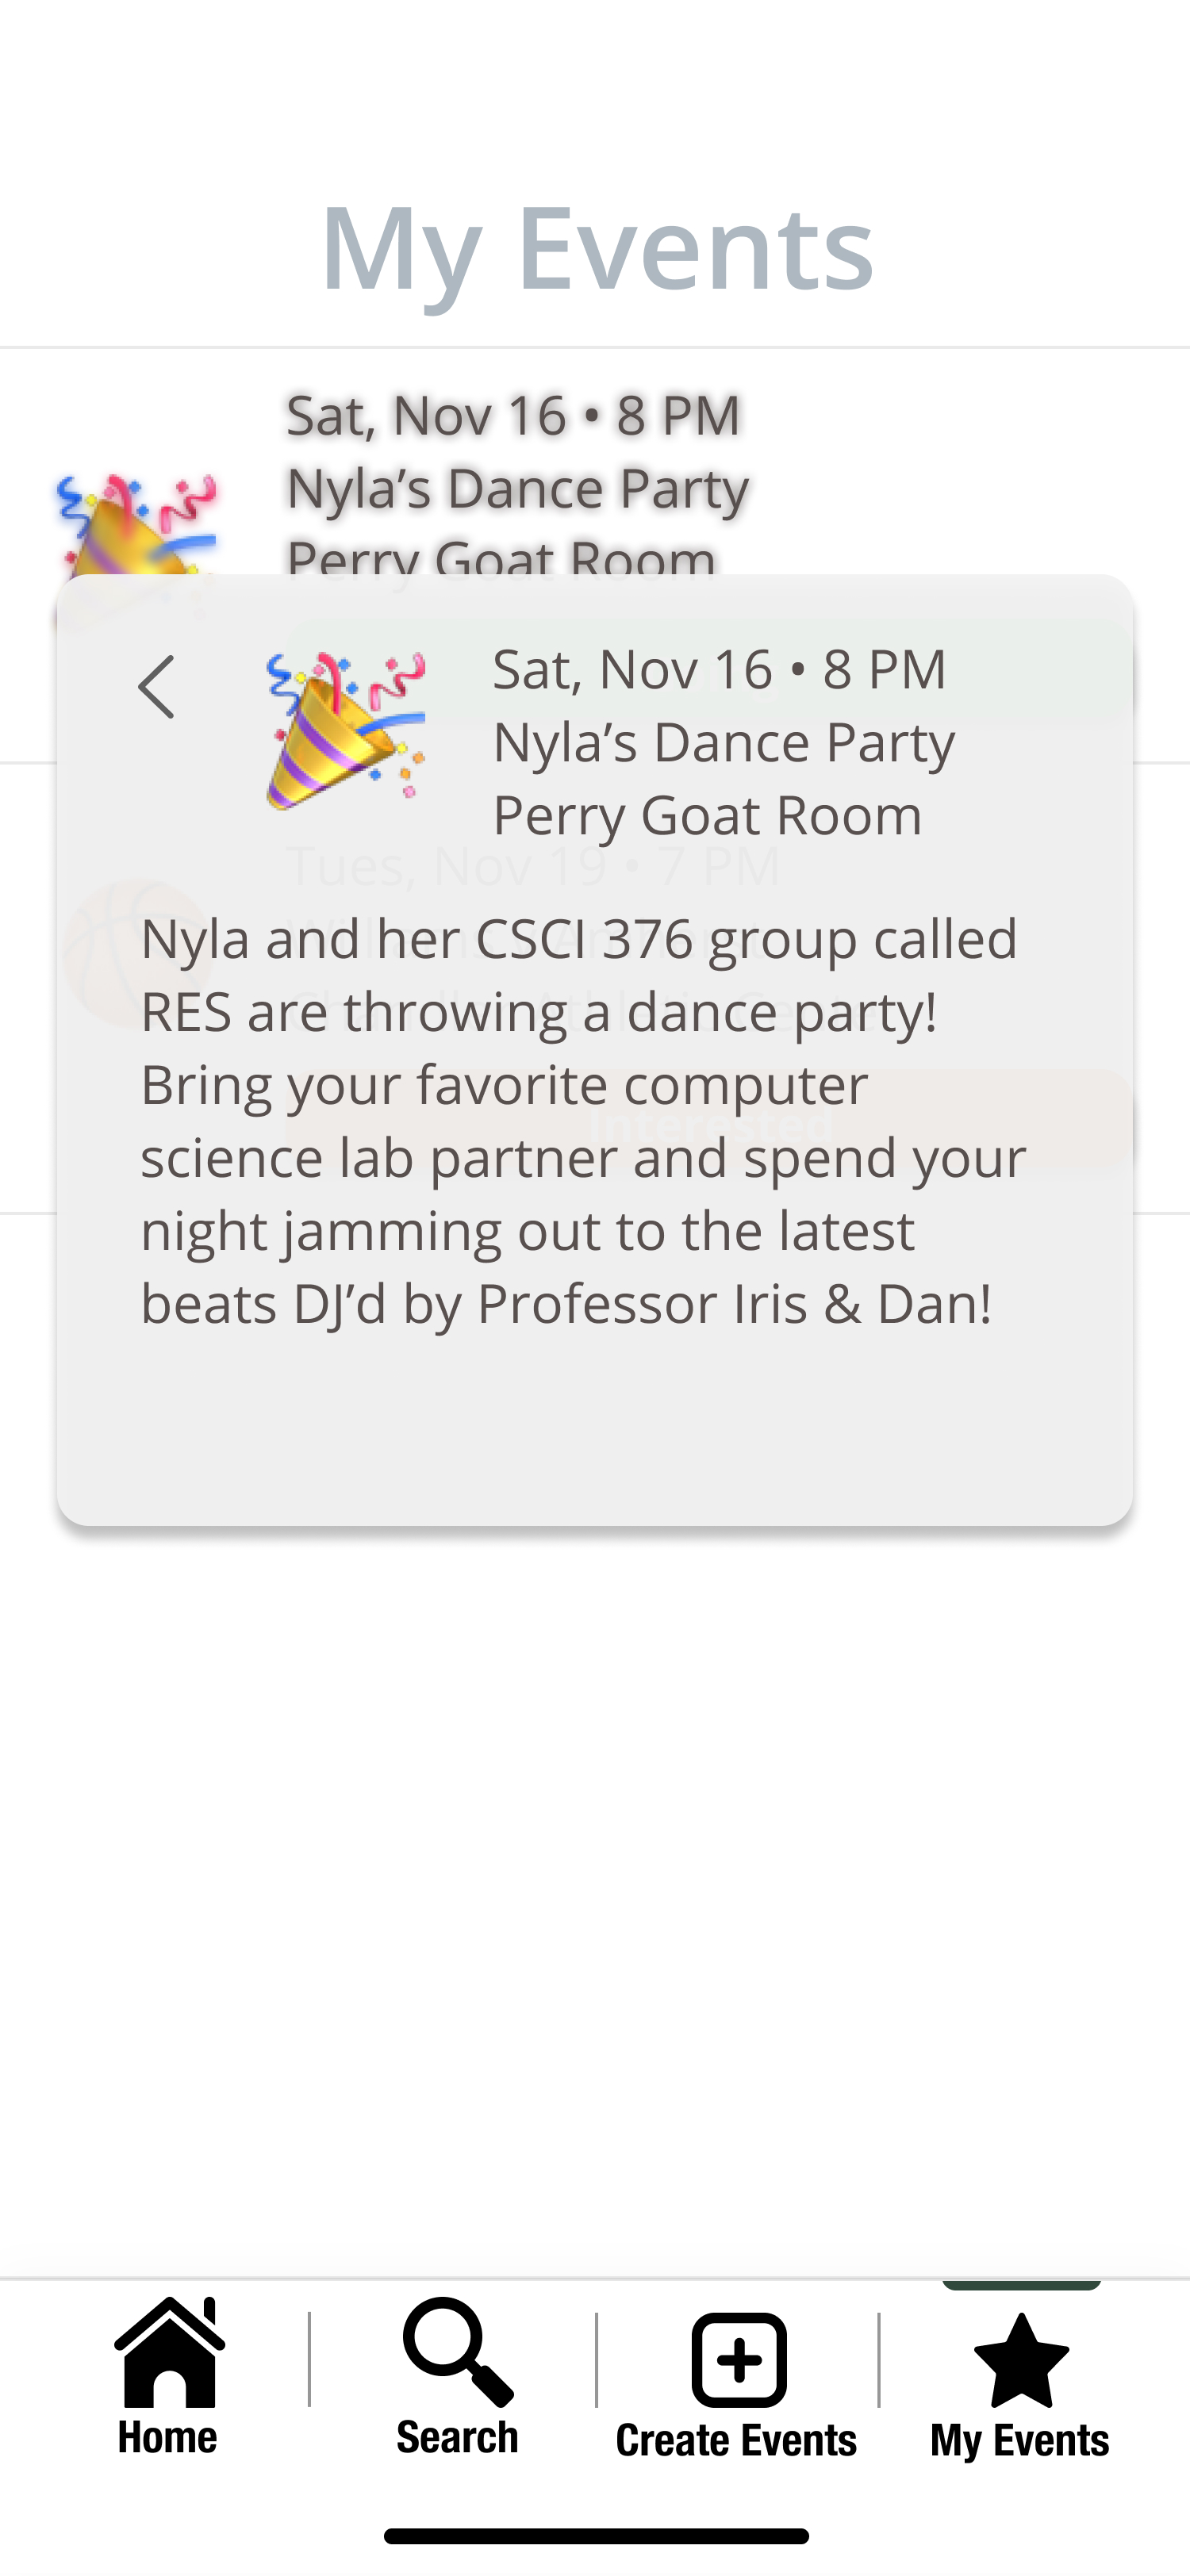 My Events
Sat, Nov 16 • 8 PM
Nyla’s Dance Party
Perry Goat Room
Sat, Nov 16 • 8 PM
Nyla’s Dance Party
Perry Goat Room
Tues, Nov 19 • 7 PM
Nyla and her CSCI 376 group called
RES are throwing a dance party!
Bring your favorite computer
Interested
science lab partner and spend your
night jamming out to the latest
beats DJ’d by Professor Iris & Dan!
Home
Search
Create Events
My Events